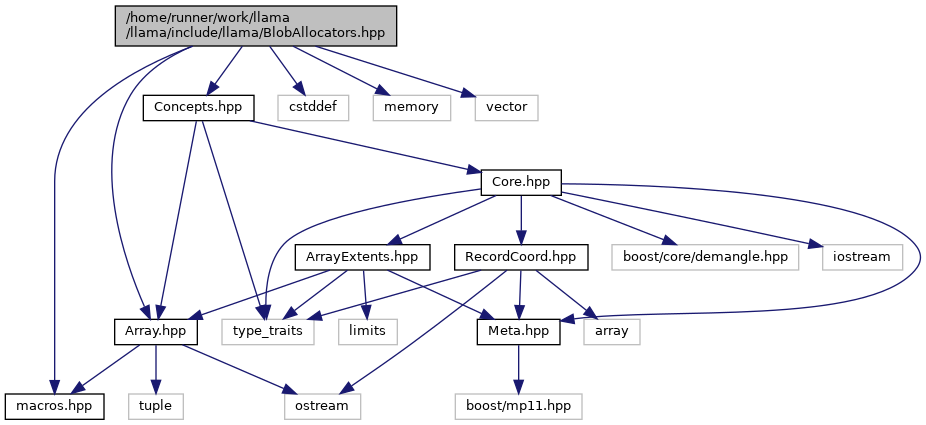 /home/runner/work/llama
/llama/include/llama/BlobAllocators.hpp
Concepts.hpp
cstddef
memory
vector
Core.hpp
ArrayExtents.hpp
RecordCoord.hpp
boost/core/demangle.hpp
iostream
Array.hpp
type_traits
limits
Meta.hpp
array
macros.hpp
tuple
ostream
boost/mp11.hpp